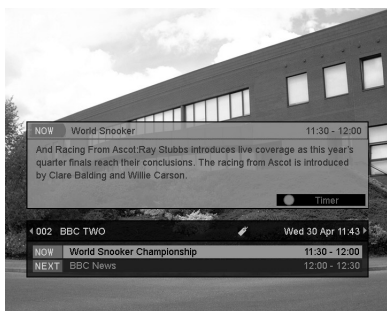 NOW World Snooker 11:30 - 12:00
And Racing From Ascot:Ray Stubbs introduces live coverage as this year's
quarter finals reach their conclusions. The racing from Ascot is introduced
by Clare Balding and Willie Carson.
Timer
002 BBC TWO Wed 30 Apr 11:43
NOW World Snooker Championship 11:30 - 12:00
NEXT BBC News 12:00 - 12:30